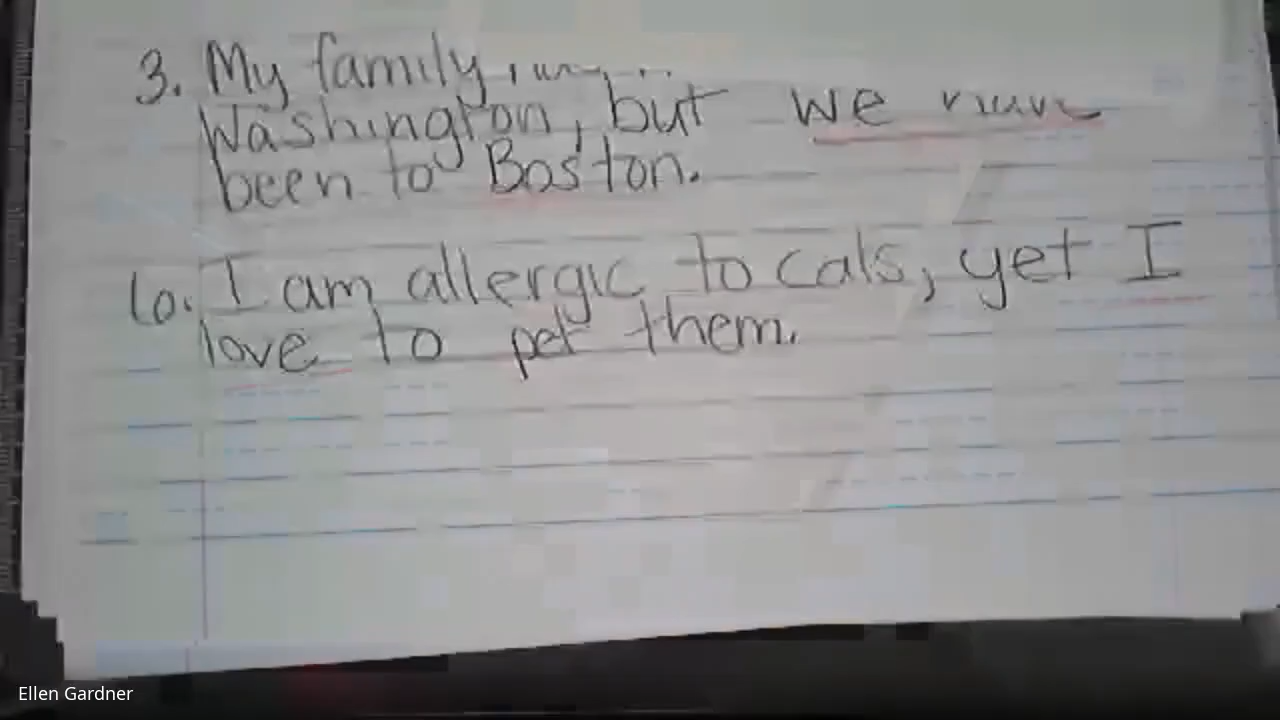 3. My family
Washington, but we
been to Boston.
6. I am allergic to cats, yet I
love to pet them.
Ellen Gardner